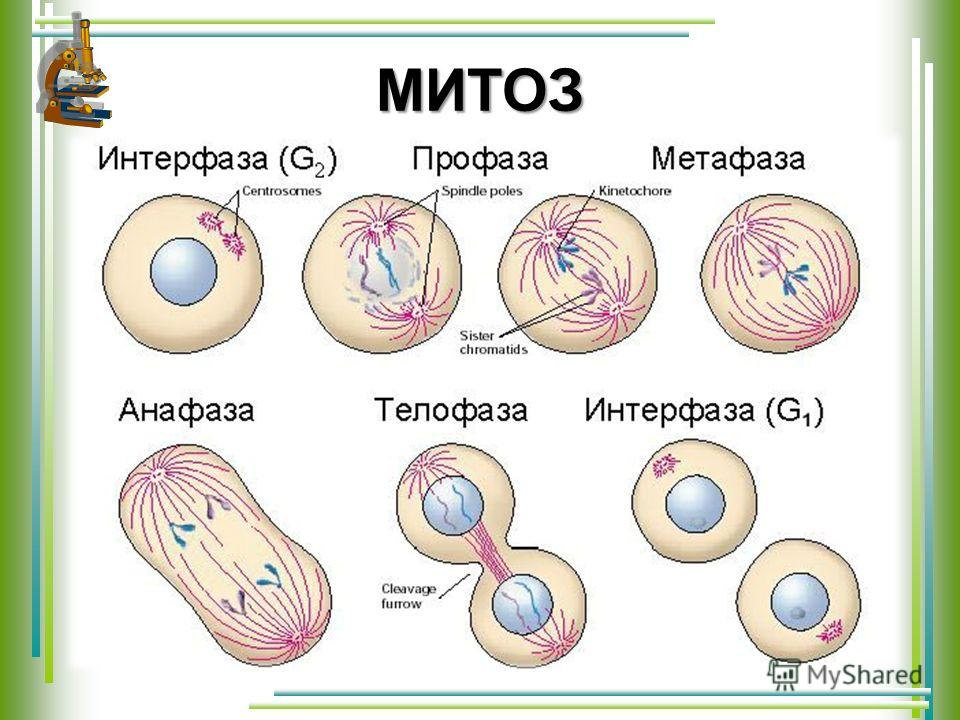 МИТОЗ
Интерфаза (G₂) Профаза Метафаза
Centrosomes Spindle poles Kinetochore
Sister
chromatids
Анафаза Телофаза Интерфаза (G₁)
Cleavage
furrow
MyShared